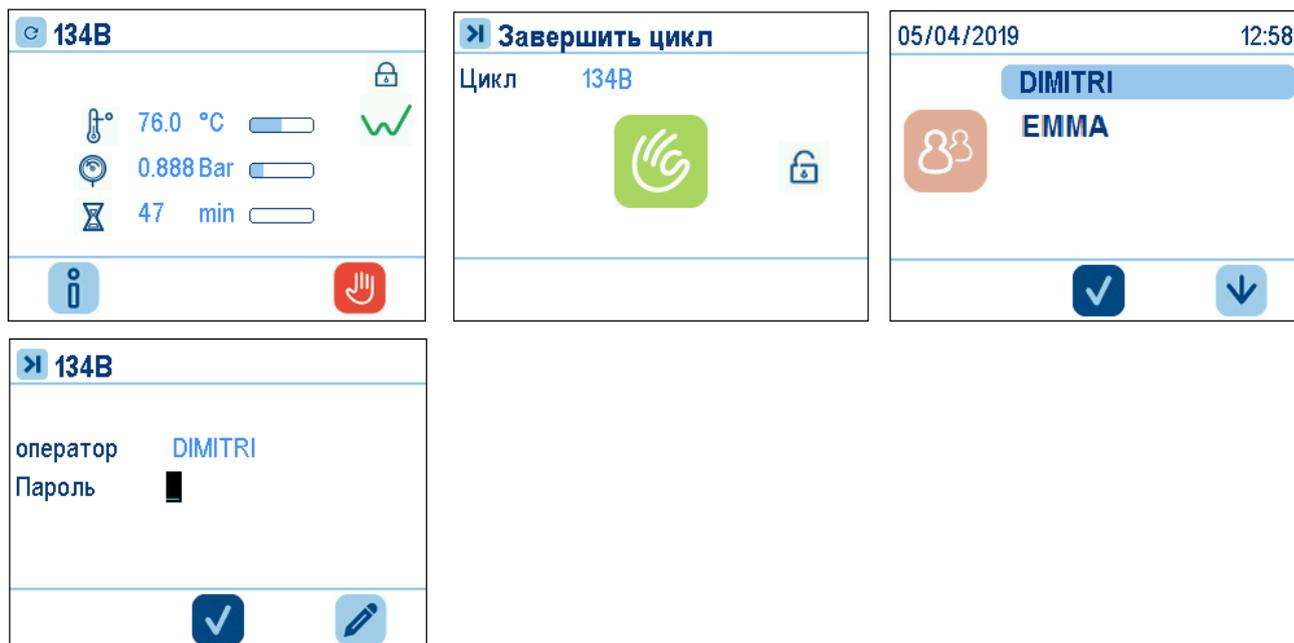 134B
76.0 °C
0.888 Bar
47 min
Завершить цикл
Цикл 134B
05/04/2019 12:58
DIMITRI
EMMA
134B
оператор DIMITRI
Пароль _